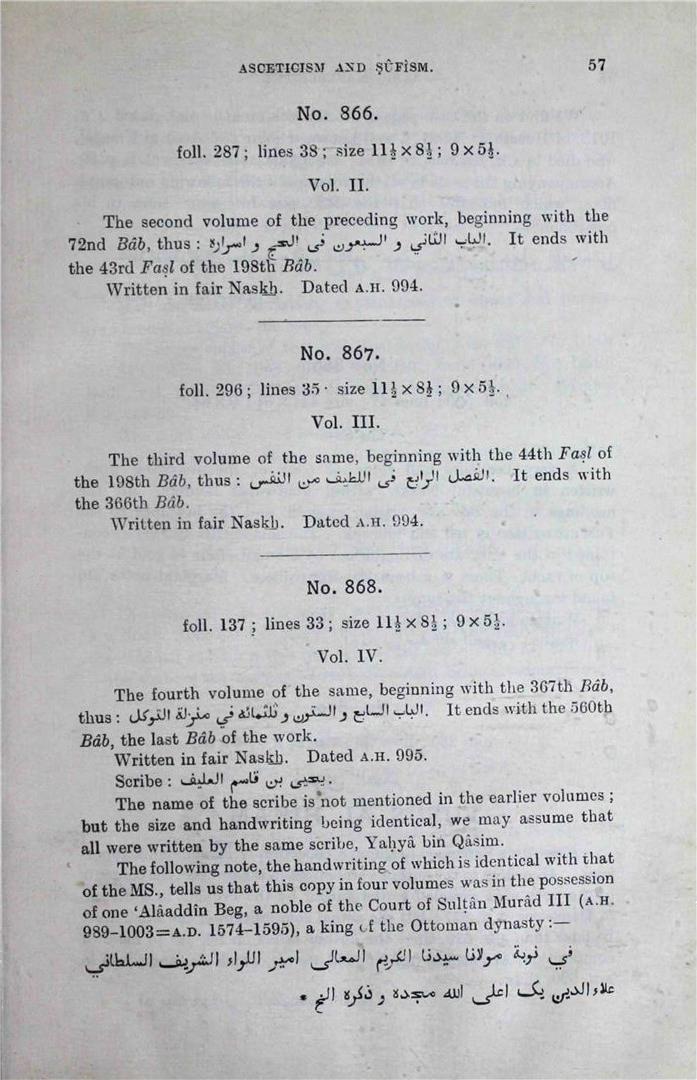 ASCETICISM AND ṢÛFÎSM. 57
No. 866.
foll. 287; lines 38; size 11½ × 8½; 9 × 5½.
Vol. II.
The second volume of the preceding work, beginning with the
72nd Bâb, thus : الباب الثاني و السبعون فى الحج و اسراره. It ends with
the 43rd Faṣl of the 198th Bâb.
Written in fair Naskh. Dated A.H. 994.
No. 867.
foll. 296; lines 35· size 11½ × 8½; 9 × 5½.
Vol. III.
The third volume of the same, beginning with the 44th Faṣl of
the 198th Bâb, thus : الفصل الرابع فى اللطيف من النفس. It ends with
the 366th Bâb.
Written in fair Naskh. Dated A.H. 994.
No. 868.
foll. 137; lines 33; size 11½ × 8½; 9 × 5½.
Vol. IV.
The fourth volume of the same, beginning with the 367th Bâb,
thus : الباب السابع و الستون و ثلثمائه فى منزلة التوكل. It ends with the 560th
Bâb, the last Bâb of the work.
Written in fair Naskh. Dated A.H. 995.
Scribe : يحيى بن قاسم العليف.
The name of the scribe is not mentioned in the earlier volumes ;
but the size and handwriting being identical, we may assume that
all were written by the same scribe, Yaḥyâ bin Qâsim.
The following note, the handwriting of which is identical with that
of the MS., tells us that this copy in four volumes was in the possession
of one ‘Alâaddîn Beg, a noble of the Court of Sulṭân Murâd III (A.H.
989–1003=A.D. 1574–1595), a king of the Ottoman dynasty :—
في نوبة مولانا سيدنا الكريم المعالى امير اللواء الشريف السلطاني
علاء الدين بک اعلى الله مجده و ذكره الخ *